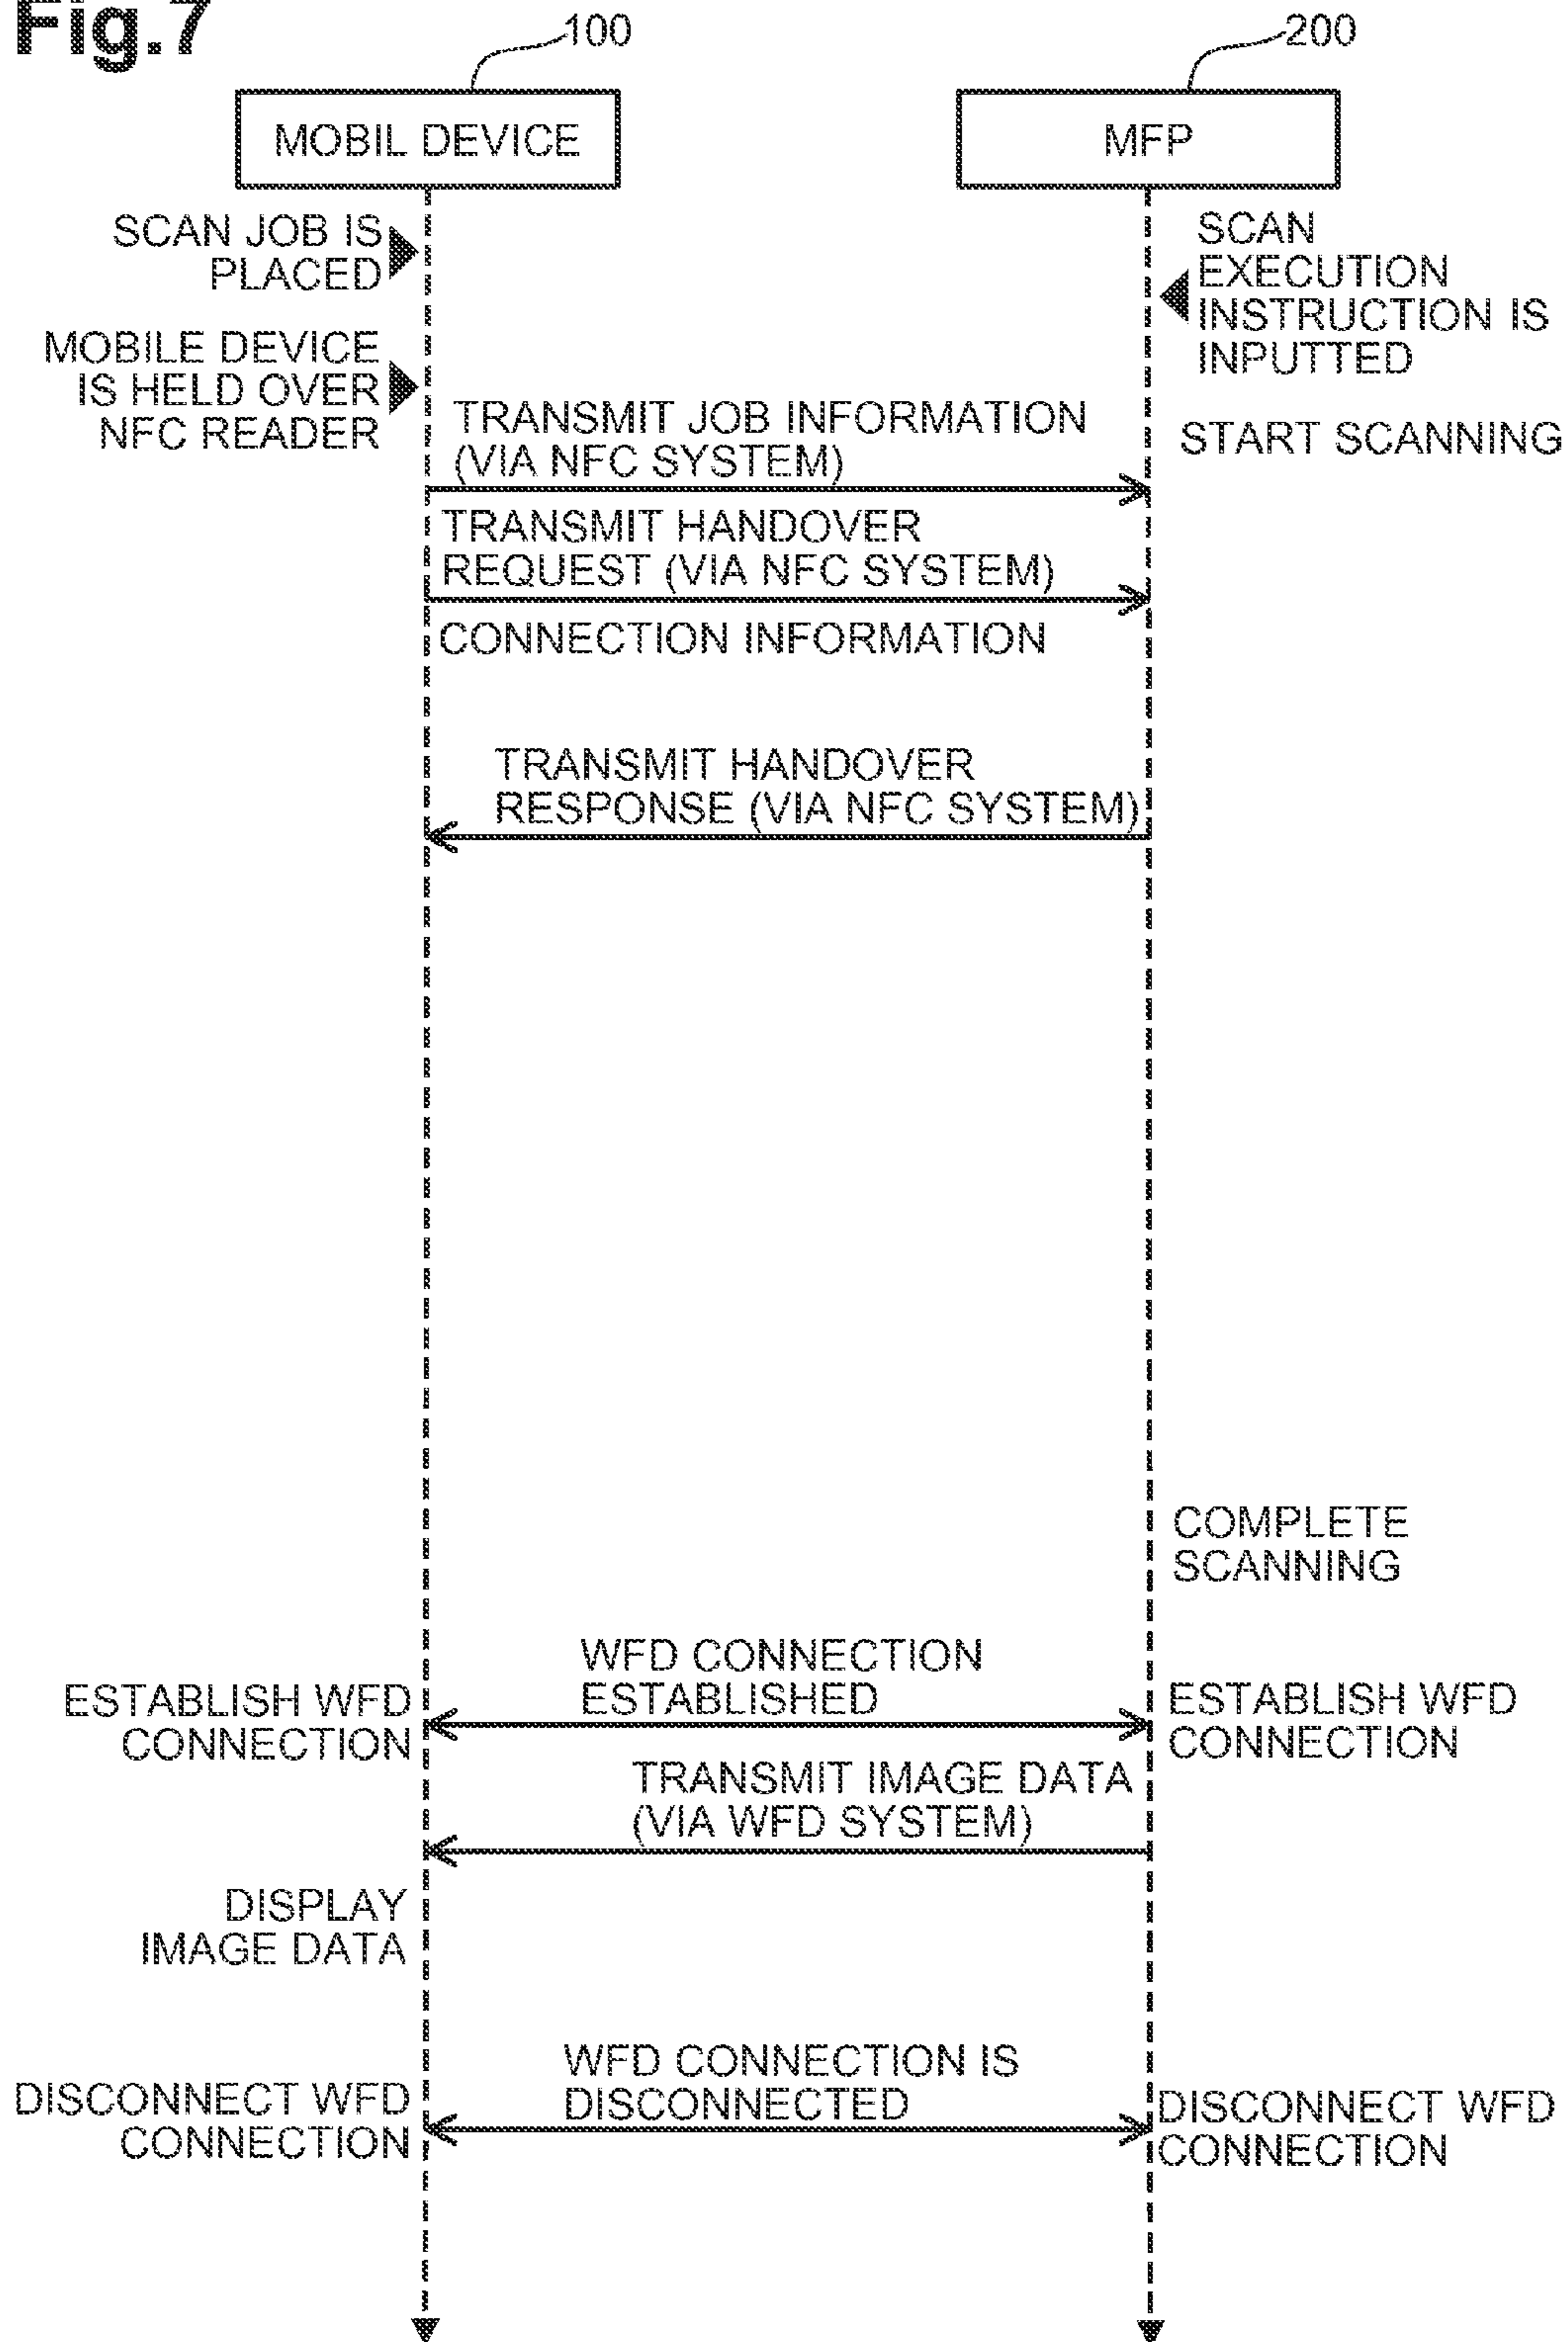 Fig.7
100
200
MOBIL DEVICE
MFP
SCAN JOB IS
PLACED
SCAN
EXECUTION
INSTRUCTION IS
INPUTTED
MOBILE DEVICE
IS HELD OVER
NFC READER
START SCANNING
TRANSMIT JOB INFORMATION
(VIA NFC SYSTEM)
TRANSMIT HANDOVER
REQUEST (VIA NFC SYSTEM)
CONNECTION INFORMATION
TRANSMIT HANDOVER
RESPONSE (VIA NFC SYSTEM)
COMPLETE
SCANNING
WFD CONNECTION
ESTABLISHED
ESTABLISH WFD
CONNECTION
ESTABLISH WFD
CONNECTION
TRANSMIT IMAGE DATA
(VIA WFD SYSTEM)
DISPLAY
IMAGE DATA
WFD CONNECTION IS
DISCONNECTED
DISCONNECT WFD
CONNECTION
DISCONNECT WFD
CONNECTION